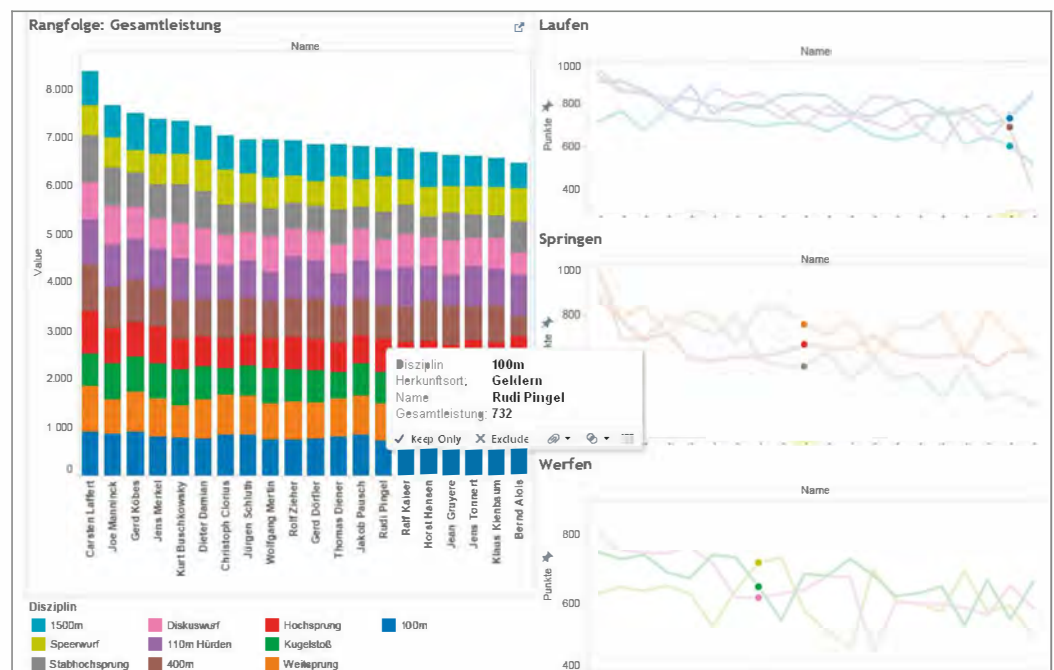 Rangfolge: Gesamtleistung
Name
8.000
7.000
6.000
5 000
4.000
3.000
2 000
1 000
0
Value
Carsten Laffert
Joe Manninck
Gerd Köbes
Jens Merkel
Kurt Buschkowsky
Dieter Damian
Christoph Clorius
Jürgen Schluth
Wolfgang Mertin
Rolf Zieher
Gerd Dörfler
Thomas Diener
Jakob Pausch
Rudi Pingel
Ralf Kaiser
Horst Hansen
Jean Gruyere
Jens Tonnert
Klaus Kienbaum
Bernd Alois
Disziplin 100m
Herkunftsort: Geldern
Name Rudi Pingel
Gesamtleistung: 732
Keep Only Exclude
Disziplin
1500m Diskuswurf Hochsprung 100m
Speerwurf 110m Hürden Kugelstoß
Stabhochsprung 400m Weitsprung
Laufen
Name
1000
800
600
400
Punkte
Springen
Name
1000
800
kte
Werfen
Name
800
600
400
Punkte